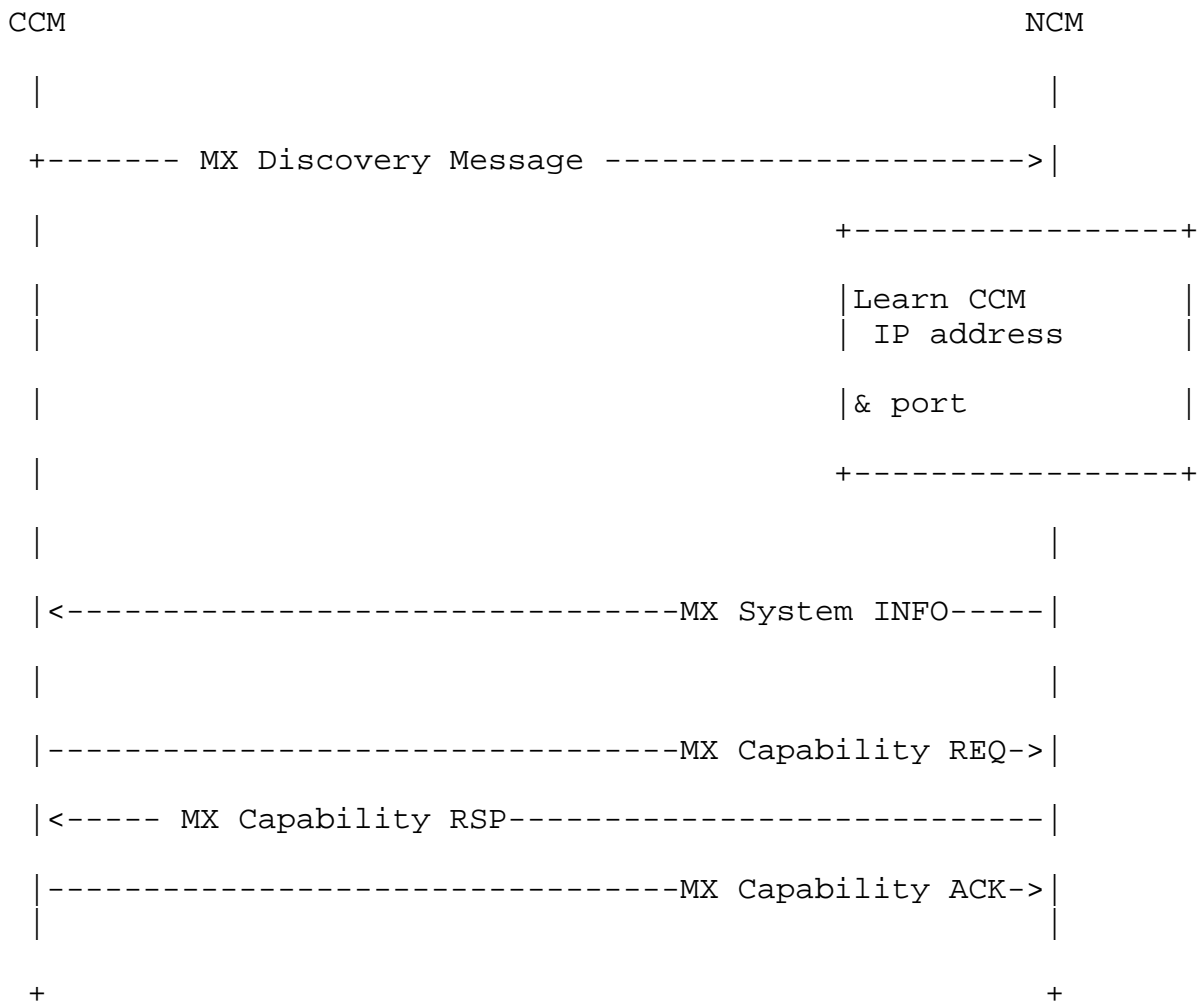 CCM NCM
MX Discovery Message
Learn CCM
IP address
& port
MX System INFO
MX Capability REQ
MX Capability RSP
MX Capability ACK